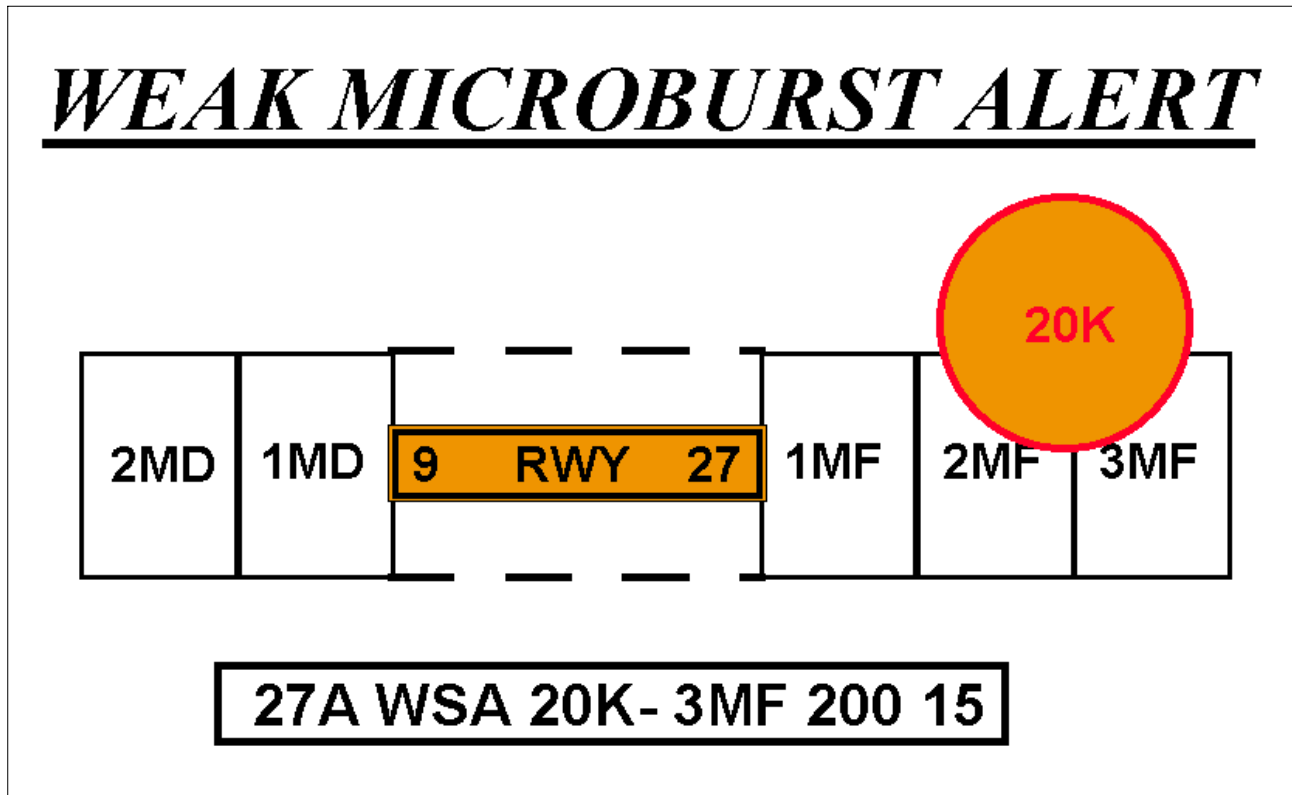 WEAK MICROBURST ALERT
20K
2MD 1MD 9 RWY 27 1MF 2MF 3MF
27A WSA 20K- 3MF 200 15